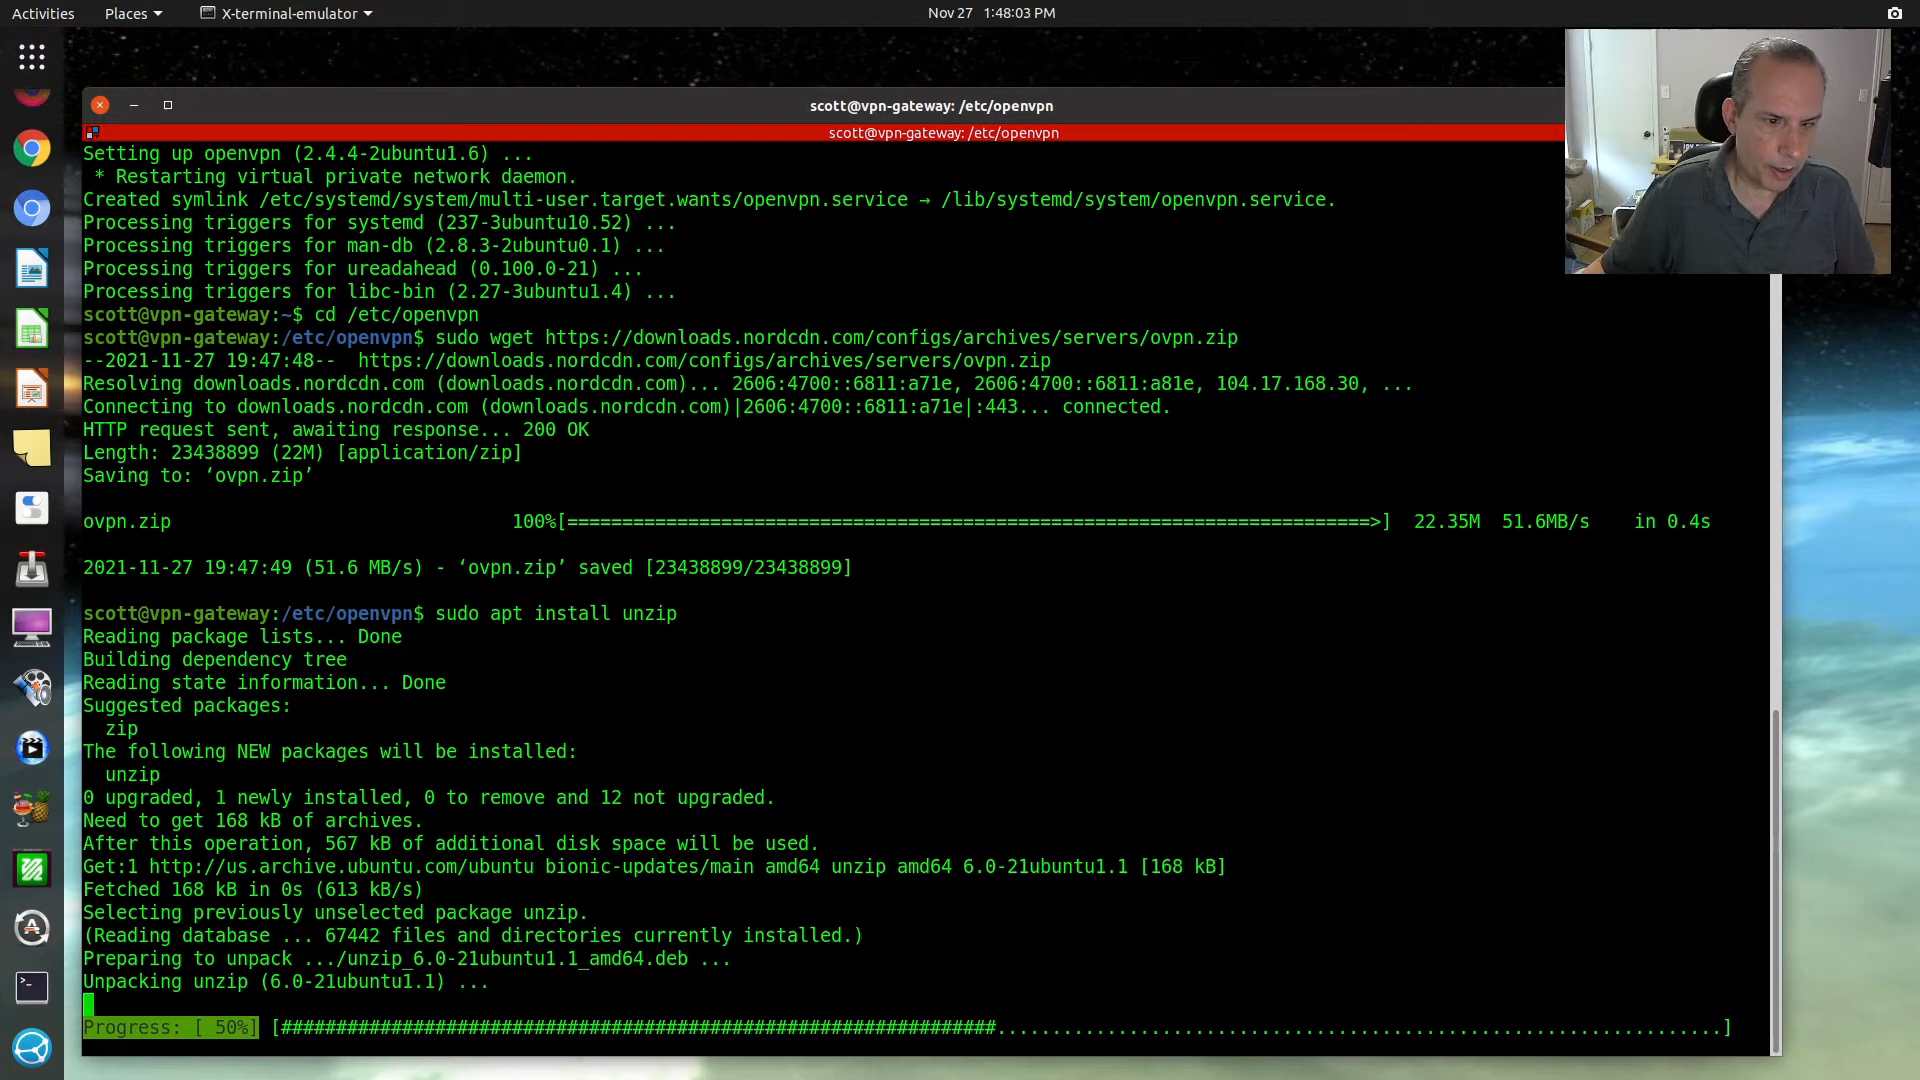 Activities Places X-terminal-emulator Nov 27 1:48:03 PM
scott@vpn-gateway: /etc/openvpn
scott@vpn-gateway: /etc/openvpn
Setting up openvpn (2.4.4-2ubuntu1.6) ...
 * Restarting virtual private network daemon.
Created symlink /etc/systemd/system/multi-user.target.wants/openvpn.service → /lib/systemd/system/openvpn.service.
Processing triggers for systemd (237-3ubuntu10.52) ...
Processing triggers for man-db (2.8.3-2ubuntu0.1) ...
Processing triggers for ureadahead (0.100.0-21) ...
Processing triggers for libc-bin (2.27-3ubuntu1.4) ...
scott@vpn-gateway:~$ cd /etc/openvpn
scott@vpn-gateway:/etc/openvpn$ sudo wget https://downloads.nordcdn.com/configs/archives/servers/ovpn.zip
--2021-11-27 19:47:48--  https://downloads.nordcdn.com/configs/archives/servers/ovpn.zip
Resolving downloads.nordcdn.com (downloads.nordcdn.com)... 2606:4700::6811:a71e, 2606:4700::6811:a81e, 104.17.168.30, ...
Connecting to downloads.nordcdn.com (downloads.nordcdn.com)|2606:4700::6811:a71e|:443... connected.
HTTP request sent, awaiting response... 200 OK
Length: 23438899 (22M) [application/zip]
Saving to: ‘ovpn.zip’
ovpn.zip 100%[=========================================================================>] 22.35M 51.6MB/s in 0.4s
2021-11-27 19:47:49 (51.6 MB/s) - ‘ovpn.zip’ saved [23438899/23438899]
scott@vpn-gateway:/etc/openvpn$ sudo apt install unzip
Reading package lists... Done
Building dependency tree
Reading state information... Done
Suggested packages:
  zip
The following NEW packages will be installed:
  unzip
0 upgraded, 1 newly installed, 0 to remove and 12 not upgraded.
Need to get 168 kB of archives.
After this operation, 567 kB of additional disk space will be used.
Get:1 http://us.archive.ubuntu.com/ubuntu bionic-updates/main amd64 unzip amd64 6.0-21ubuntu1.1 [168 kB]
Fetched 168 kB in 0s (613 kB/s)
Selecting previously unselected package unzip.
(Reading database ... 67442 files and directories currently installed.)
Preparing to unpack .../unzip_6.0-21ubuntu1.1_amd64.deb ...
Unpacking unzip (6.0-21ubuntu1.1) ...
Progress: [ 50%] [#################################################################..................................................................]